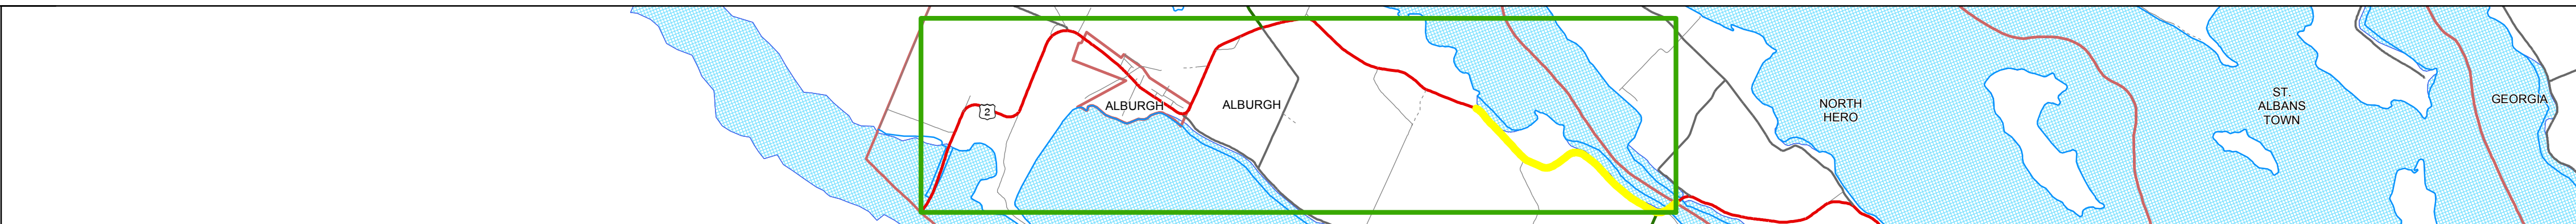 2
ALBURGH
ALBURGH
NORTH
HERO
ST.
ALBANS
TOWN
GEORGIA